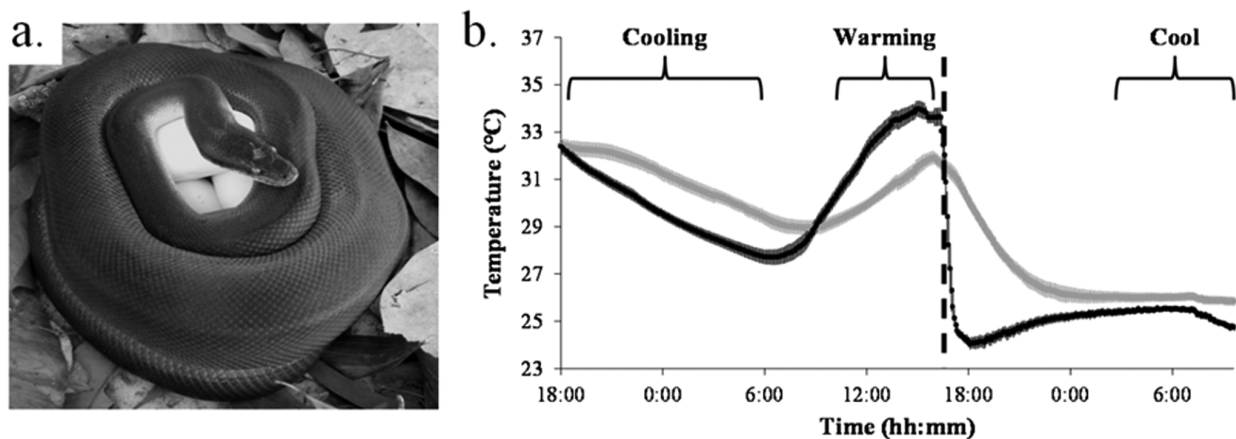 a.
b.
Cooling Warming Cool
Temperature (°C)
37
35
33
31
29
27
25
23
18:00 0:00 6:00 12:00 18:00 0:00 6:00
Time (hh:mm)